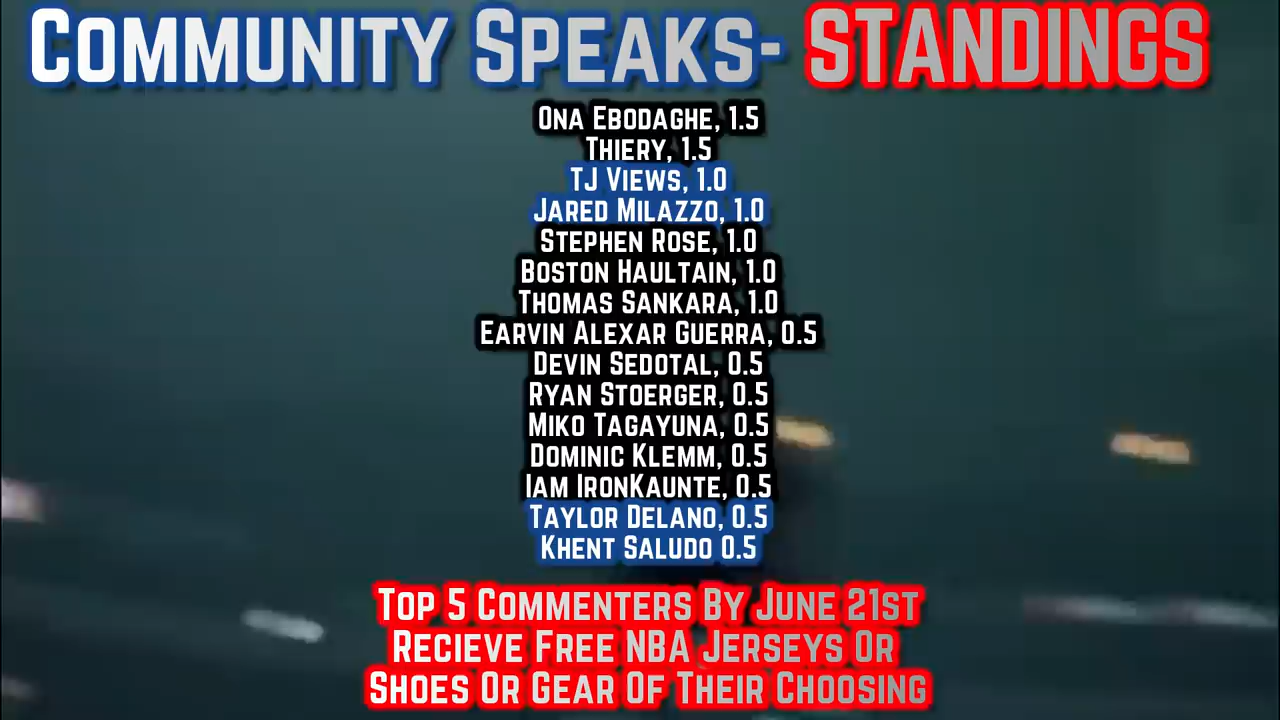 Community Speaks- STANDINGS
Ona Ebodaghe, 1.5
Thiery, 1.5
TJ Views, 1.0
Jared Milazzo, 1.0
Stephen Rose, 1.0
Boston Haultain, 1.0
Thomas Sankara, 1.0
Earvin Alexar Guerra, 0.5
Devin Sedotal, 0.5
Ryan Stoerger, 0.5
Miko Tagayuna, 0.5
Dominic Klemm, 0.5
Iam IronKaunte, 0.5
Taylor Delano, 0.5
Khent Saludo 0.5
Top 5 Commenters By June 21st
Recieve Free NBA Jerseys Or
Shoes Or Gear Of Their Choosing